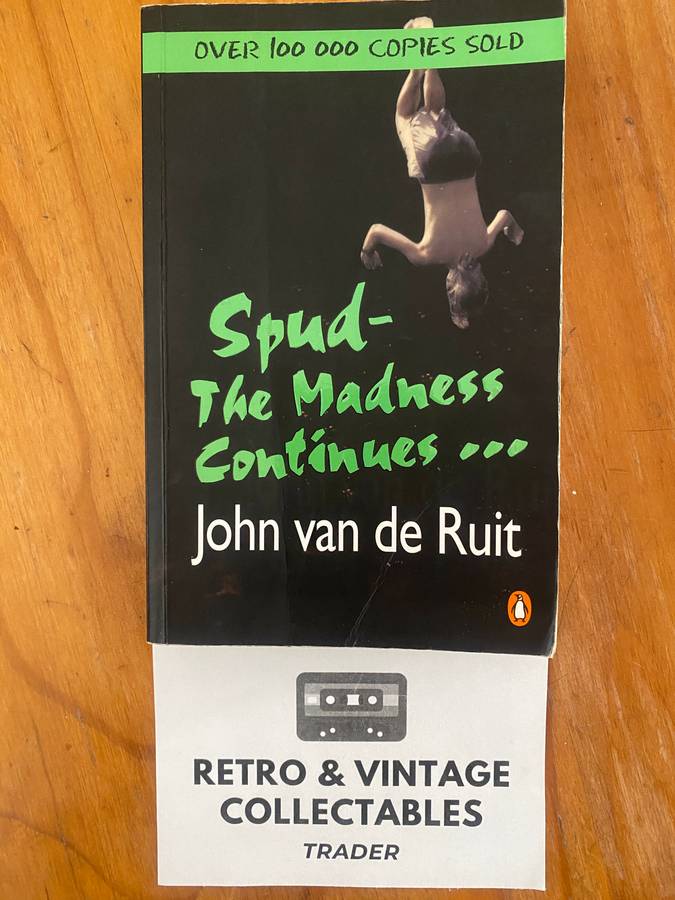 OVER 100 000 COPIES SOLD
Spud-
The Madness
Continues ...
John van de Ruit
RETRO & VINTAGE
COLLECTABLES
TRADER